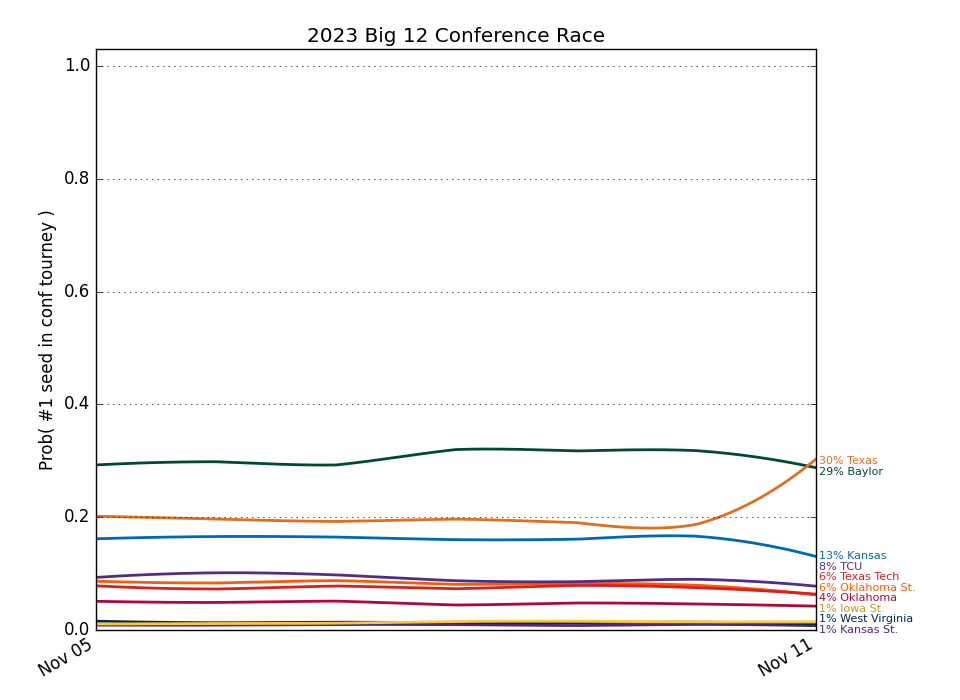 2023 Big 12 Conference Race
Prob( #1 seed in conf tourney )
1.0
0.8
0.6
0.4
0.2
0.0
Nov 05
Nov 11
30% Texas
29% Baylor
13% Kansas
8% TCU
6% Texas Tech
6% Oklahoma St.
4% Oklahoma
1% Iowa St.
1% West Virginia
1% Kansas St.